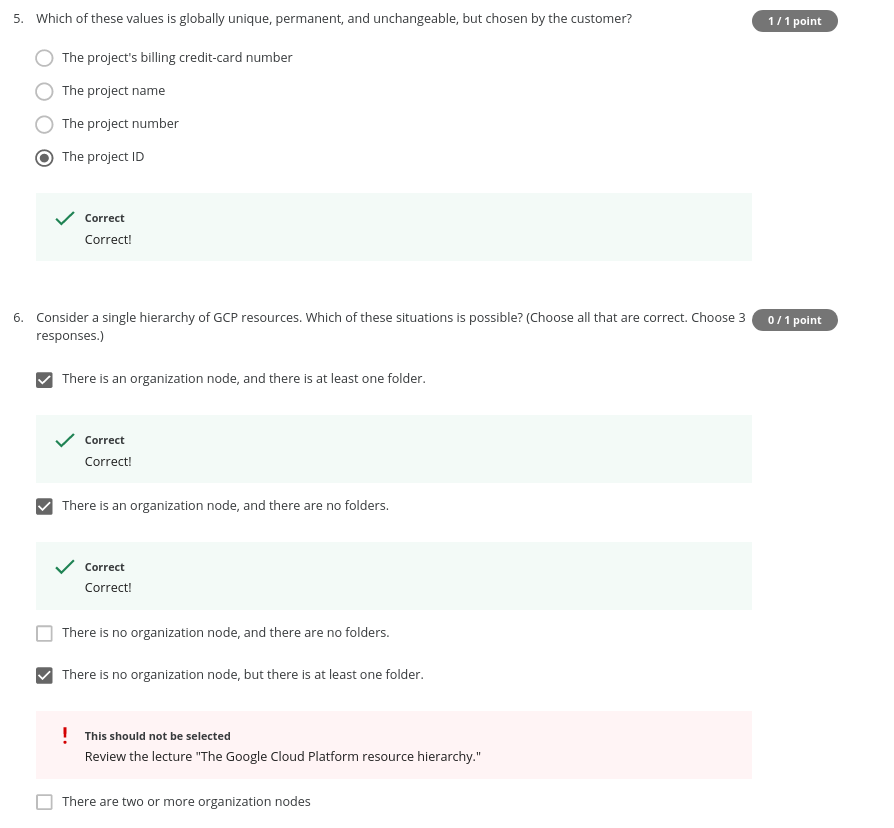 5. Which of these values is globally unique, permanent, and unchangeable, but chosen by the customer?
1 / 1 point
The project's billing credit-card number
The project name
The project number
The project ID
Correct
Correct!
6. Consider a single hierarchy of GCP resources. Which of these situations is possible? (Choose all that are correct. Choose 3
responses.)
0 / 1 point
There is an organization node, and there is at least one folder.
Correct
Correct!
There is an organization node, and there are no folders.
Correct
Correct!
There is no organization node, and there are no folders.
There is no organization node, but there is at least one folder.
This should not be selected
Review the lecture "The Google Cloud Platform resource hierarchy."
There are two or more organization nodes